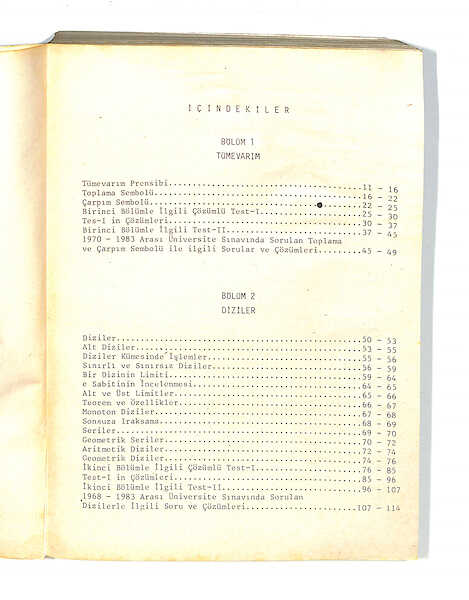 İÇİNDEKİLER
BÖLÜM 1
TÜMEVARIM
Tümevarım Prensibi.....11 - 16
Toplama Sembolü.....16 - 22
Çarpım Sembolü.....22 - 25
Birinci Bölümle İlgili Çözümlü Test-I.....25 - 30
Tes-I in Çözümleri.....30 - 37
Birinci Bölümle İlgili Test-II.....37 - 45
1970 - 1983 Arası Üniversite Sınavında Sorulan Toplama
ve Çarpım Sembolü ile ilgili Sorular ve Çözümleri.....45 - 49
BÖLÜM 2
DİZİLER
Diziler.....50 - 53
Alt Diziler.....53 - 55
Diziler Kümesinde İşlemler.....55 - 56
Sınırlı ve Sınırsız Diziler.....56 - 59
Bir Dizinin Limiti.....59 - 64
e Sabitinin İncelenmesi.....64 - 65
Alt ve Üst Limitler.....65 - 66
Teorem ve Özellikler.....66 - 67
Monoton Diziler.....67 - 68
Sonsuza Iraksama.....68 - 69
Seriler.....69 - 70
Geometrik Seriler.....70 - 72
Aritmetik Diziler.....72 - 74
Geometrik Diziler.....74 - 76
İkinci Bölümle İlgili Çözümlü Test-I.....76 - 85
Test-I in Çözümleri.....85 - 96
İkinci Bölümle İlgili Test-II.....96 - 107
1968 - 1983 Arası Üniversite Sınavında Sorulan
Dizilerle İlgili Soru ve Çözümleri.....107 - 114